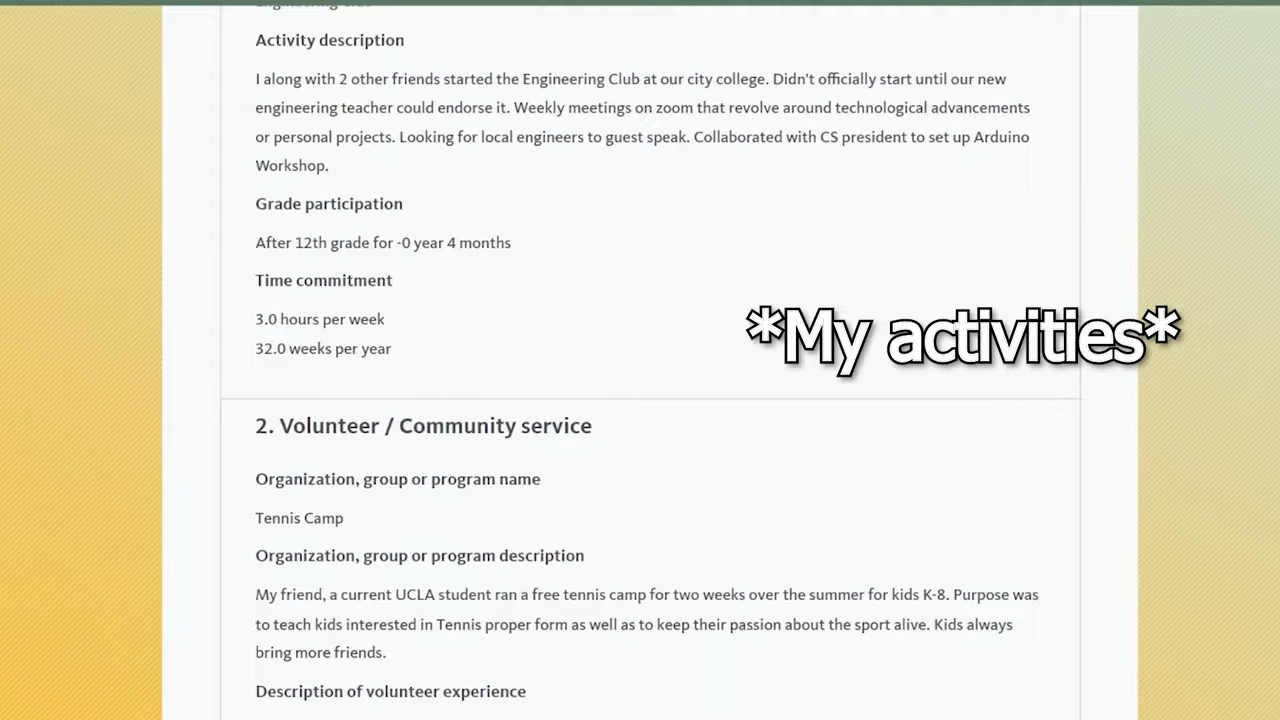 Engineering Club
Activity description
I along with 2 other friends started the Engineering Club at our city college. Didn't officially start until our new
engineering teacher could endorse it. Weekly meetings on zoom that revolve around technological advancements
or personal projects. Looking for local engineers to guest speak. Collaborated with CS president to set up Arduino
Workshop.
Grade participation
After 12th grade for -0 year 4 months
Time commitment
3.0 hours per week
32.0 weeks per year
*My activities*
2. Volunteer / Community service
Organization, group or program name
Tennis Camp
Organization, group or program description
My friend, a current UCLA student ran a free tennis camp for two weeks over the summer for kids K-8. Purpose was
to teach kids interested in Tennis proper form as well as to keep their passion about the sport alive. Kids always
bring more friends.
Description of volunteer experience